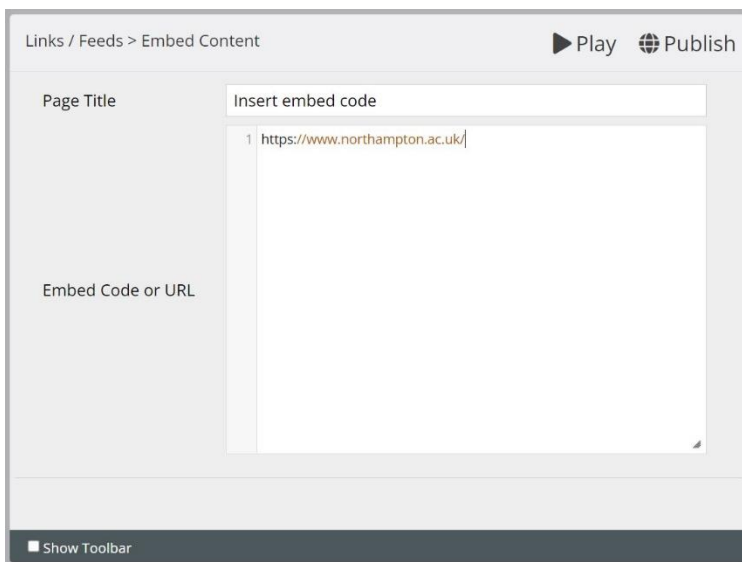 Links / Feeds > Embed Content
Play
Publish
Page Title
Insert embed code
1 https://www.northampton.ac.uk/
Embed Code or URL
Show Toolbar